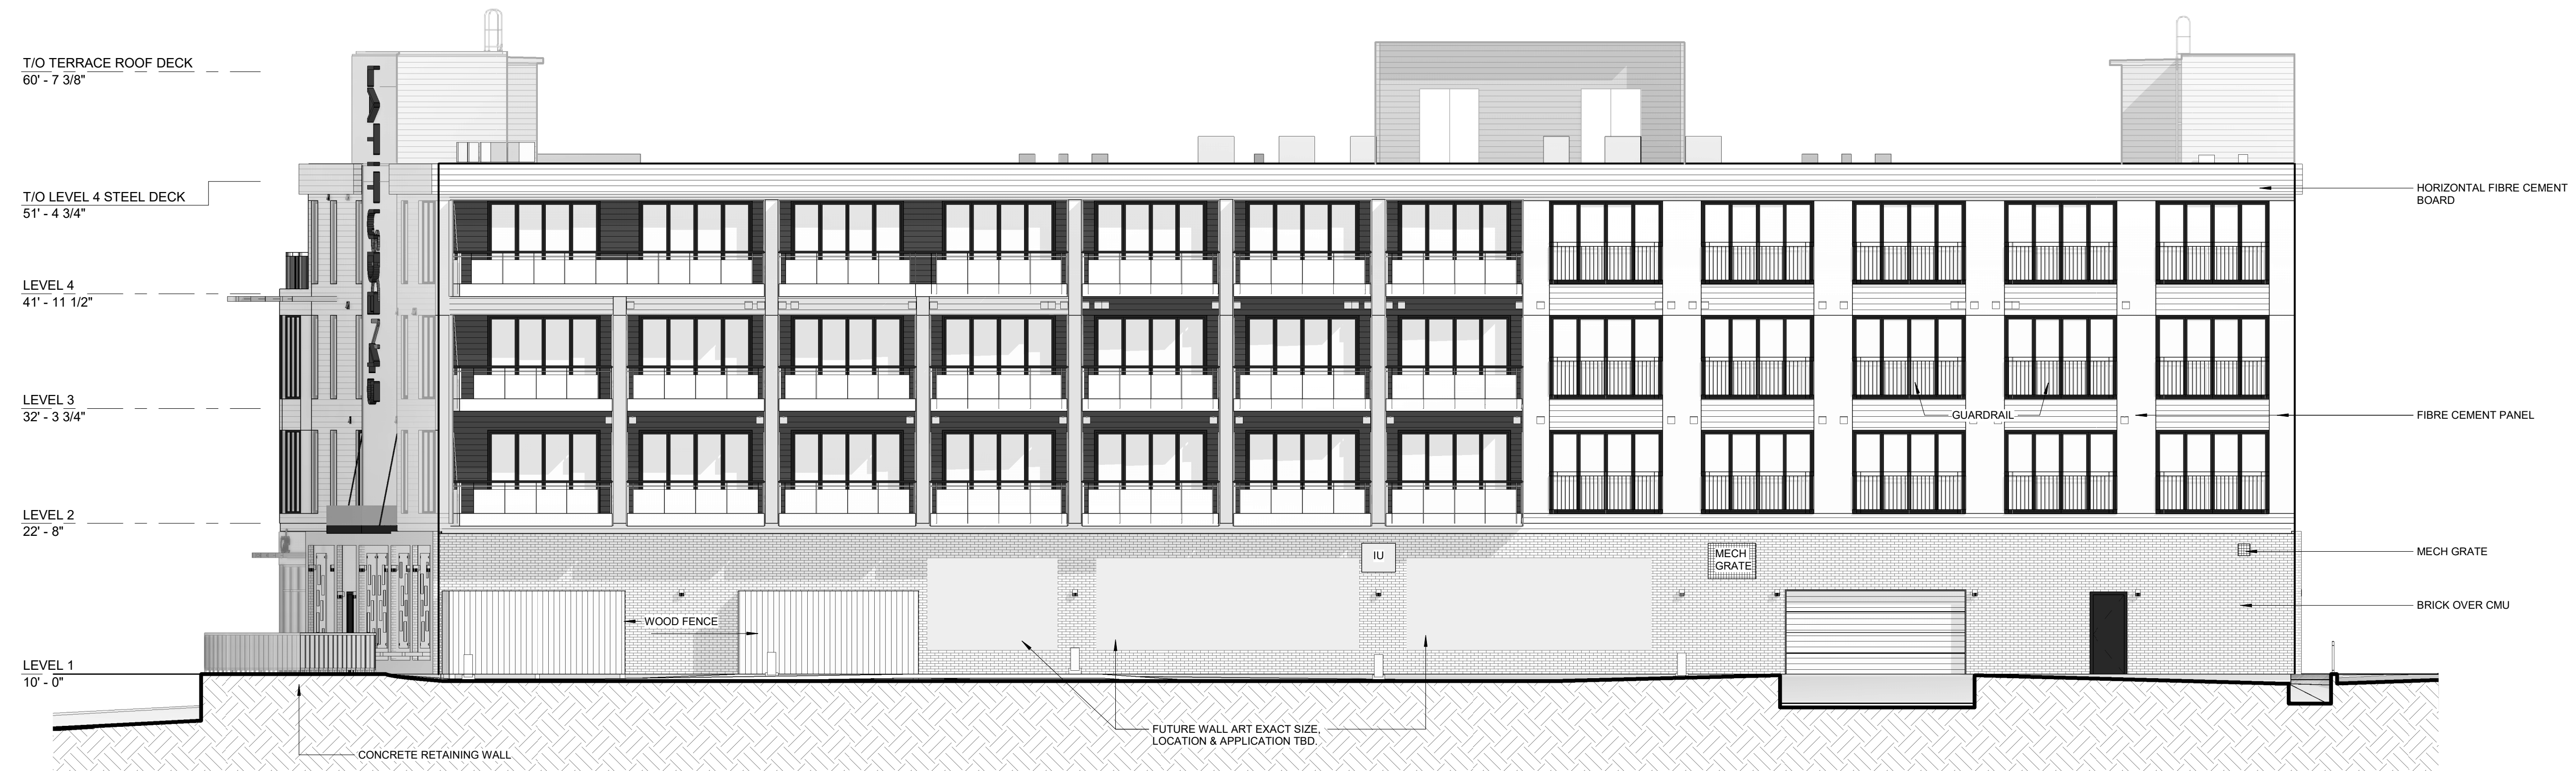 T/O TERRACE ROOF DECK
60' - 7 3/8"
T/O LEVEL 4 STEEL DECK
51' - 4 3/4"
LEVEL 4
41' - 11 1/2"
LEVEL 3
32' - 3 3/4"
LEVEL 2
22' - 8"
LEVEL 1
10' - 0"
HORIZONTAL FIBRE CEMENT
BOARD
GUARDRAIL
FIBRE CEMENT PANEL
IU
MECH
GRATE
MECH GRATE
BRICK OVER CMU
WOOD FENCE
FUTURE WALL ART EXACT SIZE,
LOCATION & APPLICATION TBD.
CONCRETE RETAINING WALL